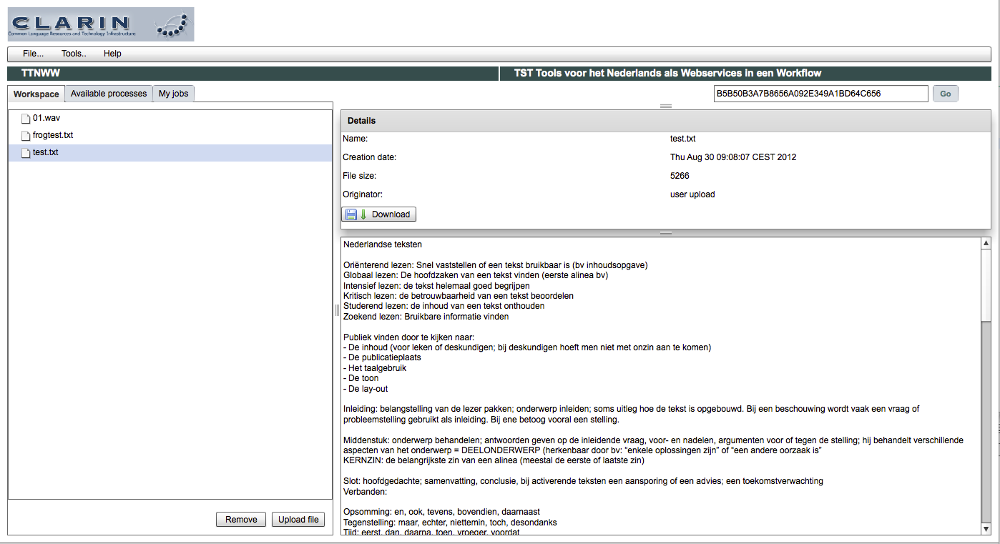 CLARIN
Common Language Resources and Technology Infrastructure
File... Tools.. Help
TTNWW TST Tools voor het Nederlands als Webservices in een Workflow
Workspace Available processes My jobs
B5B50B3A7B8656A092E349A1BD64C656 Go
01.wav
frogtest.txt
test.txt
Remove Upload file
Details
Name: test.txt
Creation date: Thu Aug 30 09:08:07 CEST 2012
File size: 5266
Originator: user upload
Download
Nederlandse teksten
Oriënterend lezen: Snel vaststellen of een tekst bruikbaar is (bv inhoudsopgave)
Globaal lezen: De hoofdzaken van een tekst vinden (eerste alinea bv)
Intensief lezen: de tekst helemaal goed begrijpen
Kritisch lezen: de betrouwbaarheid van een tekst beoordelen
Studerend lezen: de inhoud van een tekst onthouden
Zoekend lezen: Bruikbare informatie vinden
Publiek vinden door te kijken naar:
- De inhoud (voor leken of deskundigen; bij deskundigen hoeft men niet met onzin aan te komen)
- De publicatieplaats
- Het taalgebruik
- De toon
- De lay-out
Inleiding: belangstelling van de lezer pakken; onderwerp inleiden; soms uitleg hoe de tekst is opgebouwd. Bij een beschouwing wordt vaak een vraag of
probleemstelling gebruikt als inleiding. Bij ene betoog vooral een stelling.
Middenstuk: onderwerp behandelen; antwoorden geven op de inleidende vraag, voor- en nadelen, argumenten voor of tegen de stelling; hij behandelt verschillende
aspecten van het onderwerp = DEELONDERWERP (herkenbaar door bv: “enkele oplossingen zijn” of “een andere oorzaak is”
KERNZIN: de belangrijkste zin van een alinea (meestal de eerste of laatste zin)
Slot: hoofdgedachte; samenvatting, conclusie, bij activerende teksten een aansporing of een advies; een toekomstverwachting
Verbanden:
Opsomming: en, ook, tevens, bovendien, daarnaast
Tegenstelling: maar, echter, niettemin, toch, desondanks
Tijd: eerst, dan, daarna, toen, vroeger, voordat